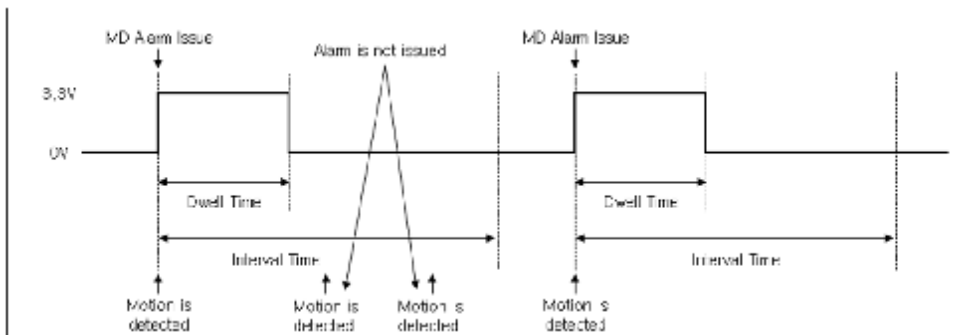 MD Alarm Issue
Alarm is not issued
MD Alarm Issue
3,3V
0V
Dwell Time
Dwell Time
Interval Time
Interval Time
Motion is
detected
Motion is
detected
Motion is
detected
Motion is
detected